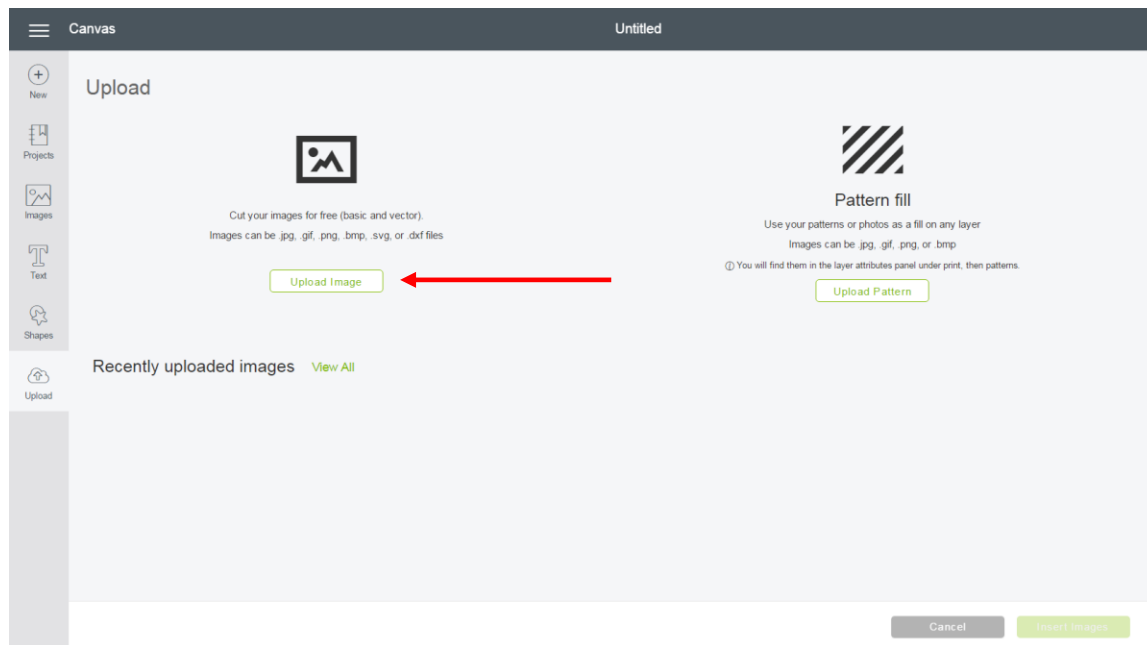 Canvas
Untitled
New
Projects
Images
Text
Shapes
Upload
Upload
Cut your images for free (basic and vector).
Images can be .jpg, .gif, .png, .bmp, .svg, or .dxf files
Upload Image
Pattern fill
Use your patterns or photos as a fill on any layer
Images can be .jpg, .gif, .png, or .bmp
You will find them in the layer attributes panel under print, then patterns.
Upload Pattern
Recently uploaded images View All
Cancel
Insert Images